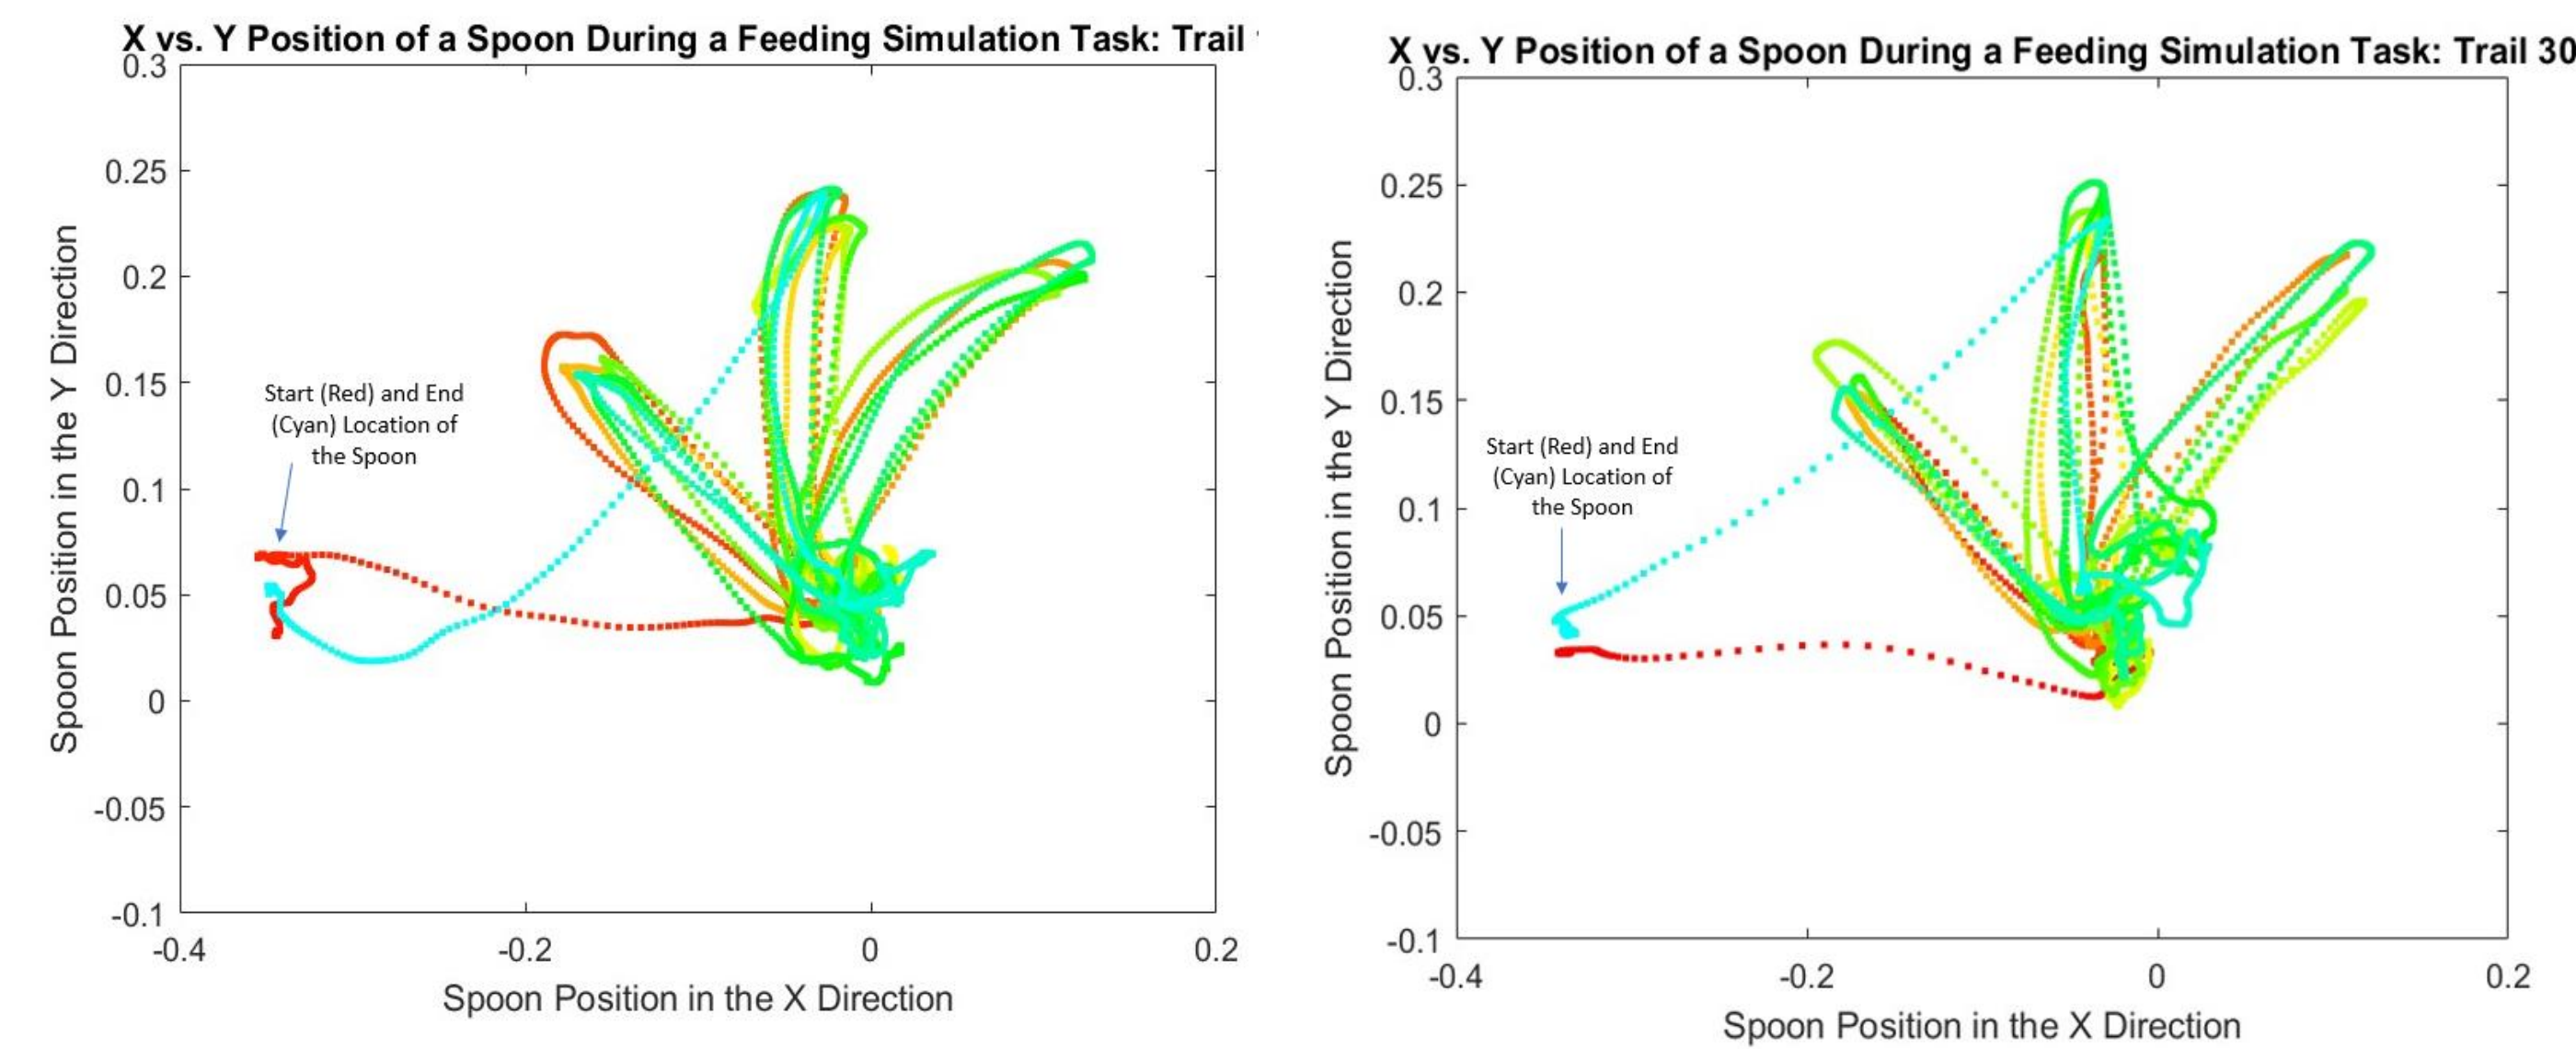 X vs. Y Position of a Spoon During a Feeding Simulation Task: Trail
0.3
0.25
0.2
0.15
0.1
0.05
0
-0.05
-0.1
-0.4
-0.2
0
0.2
Spoon Position in the Y Direction
Spoon Position in the X Direction
Start (Red) and End
(Cyan) Location of
the Spoon
X vs. Y Position of a Spoon During a Feeding Simulation Task: Trail 30
0.3
0.25
0.2
0.15
0.1
0.05
0
-0.05
-0.1
-0.4
-0.2
0
0.2
Spoon Position in the Y Direction
Spoon Position in the X Direction
Start (Red) and End
(Cyan) Location of
the Spoon